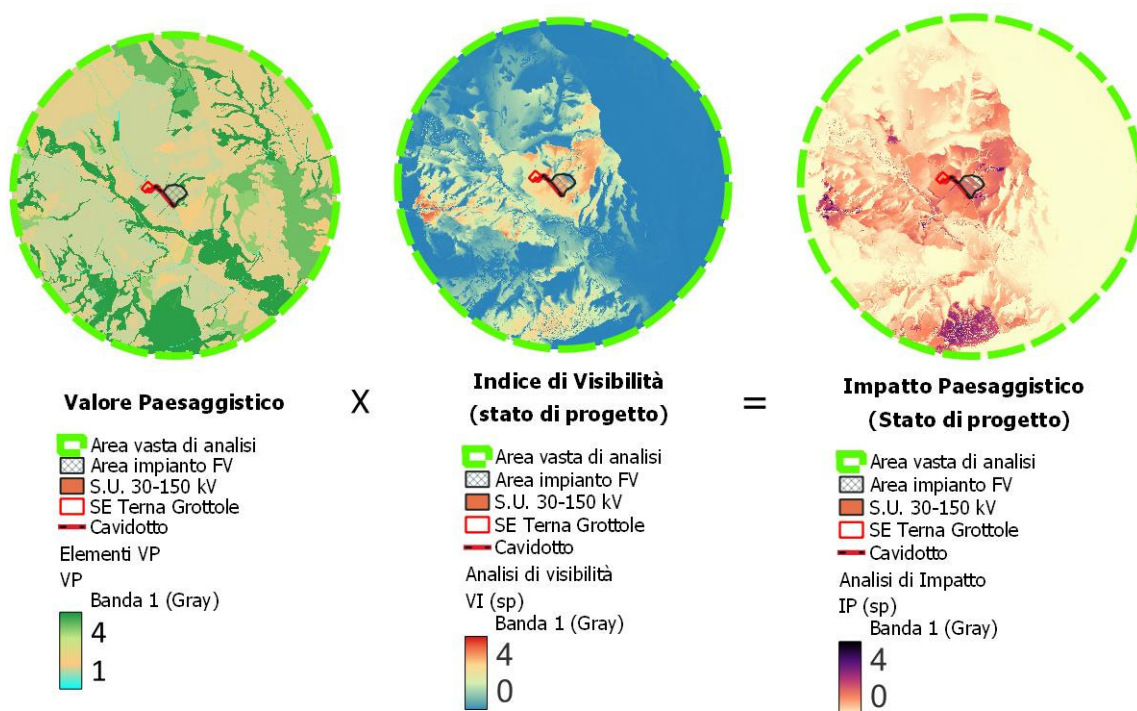 Valore Paesaggistico
Area vasta di analisi
Area impianto FV
S.U. 30-150 kV
SE Terna Grottole
Cavidotto
Elementi VP
VP
Banda 1 (Gray)
4
1
X
Indice di Visibilità
(stato di progetto)
Area vasta di analisi
Area impianto FV
S.U. 30-150 kV
SE Terna Grottole
Cavidotto
Analisi di visibilità
VI (sp)
Banda 1 (Gray)
4
0
=
Impatto Paesaggistico
(Stato di progetto)
Area vasta di analisi
Area impianto FV
S.U. 30-150 kV
SE Terna Grottole
Cavidotto
Analisi di Impatto
IP (sp)
Banda 1 (Gray)
4
0